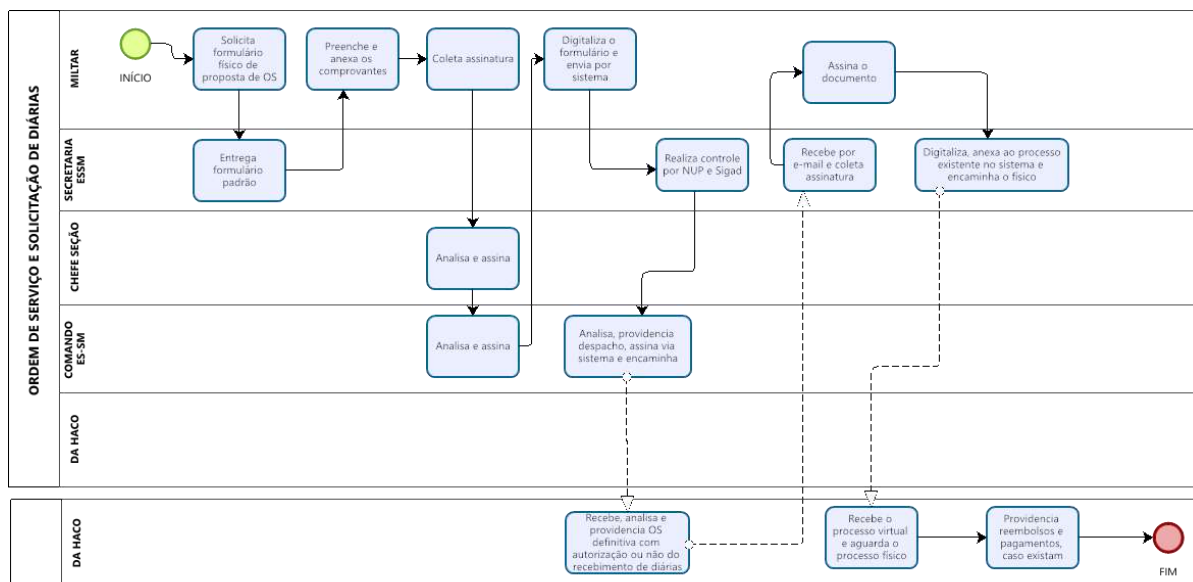 ORDEM DE SERVIÇO E SOLICITAÇÃO DE DIÁRIAS
MILTAR
INÍCIO
Solicita
formulário
físico de
proposta de OS
Preenche e
anexa os
comprovantes
Coleta assinatura
Digitaliza o
formulário e
envia por
sistema
Assina o
documento
SECRETARIA
ESSM
Entrega
formulário
padrão
Realiza controle
por NUP e Sigad
Recebe por
e-mail e coleta
assinatura
Digitaliza, anexa ao processo
existente no sistema e
encaminha o físico
CHEFE SEÇÃO
Analisa e assina
COMANDO
ES-SM
Analisa e assina
Analisa, providencia
despacho, assina via
sistema e encaminha
DA HACO
DA HACO
Recebe, analisa e
providencia OS
definitiva com
autorização ou não do
recebimento de diárias
Recebe o
processo virtual
e aguarda o
processo físico
Providencia
reembolsos e
pagamentos,
caso existam
FIM